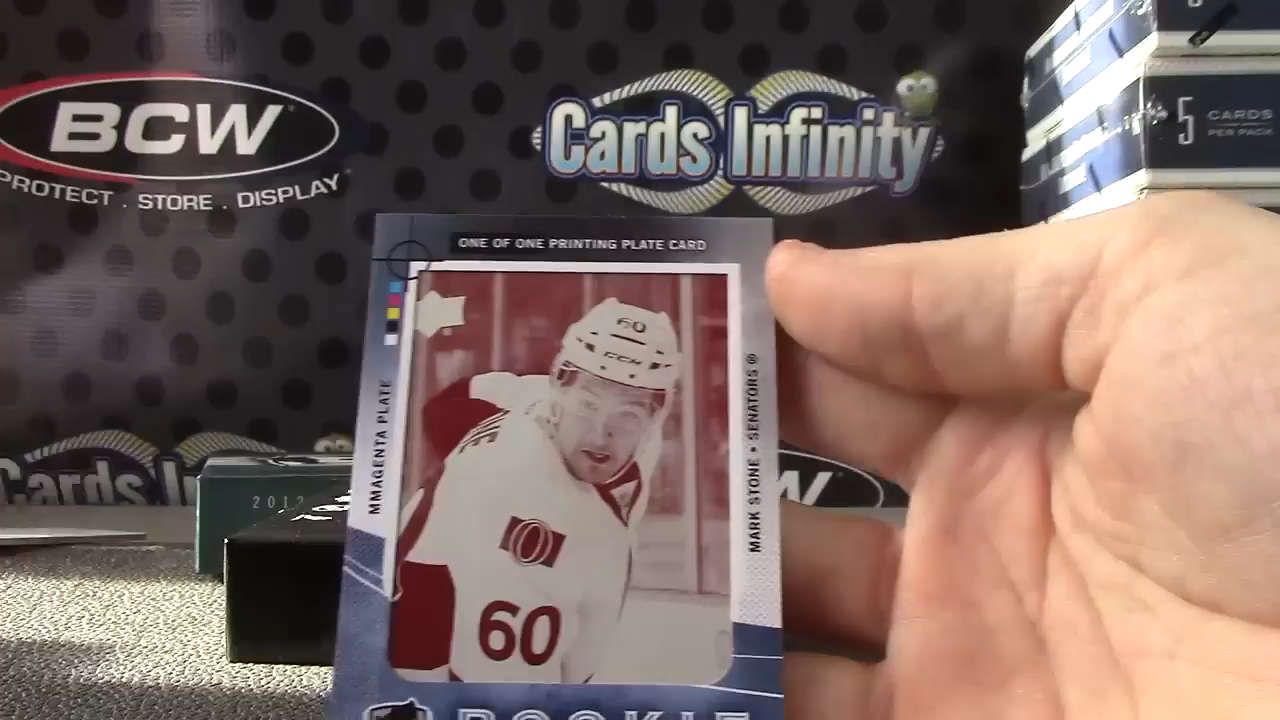 BCW
PROTECT . STORE . DISPLAY
Cards Infinity
5 CARDS
PER PACK
ONE OF ONE PRINTING PLATE CARD
60
CCM
MMAGENTA PLATE
MARK STONE • SENATORS ®
60
ROOKIE
Cards
2012
W